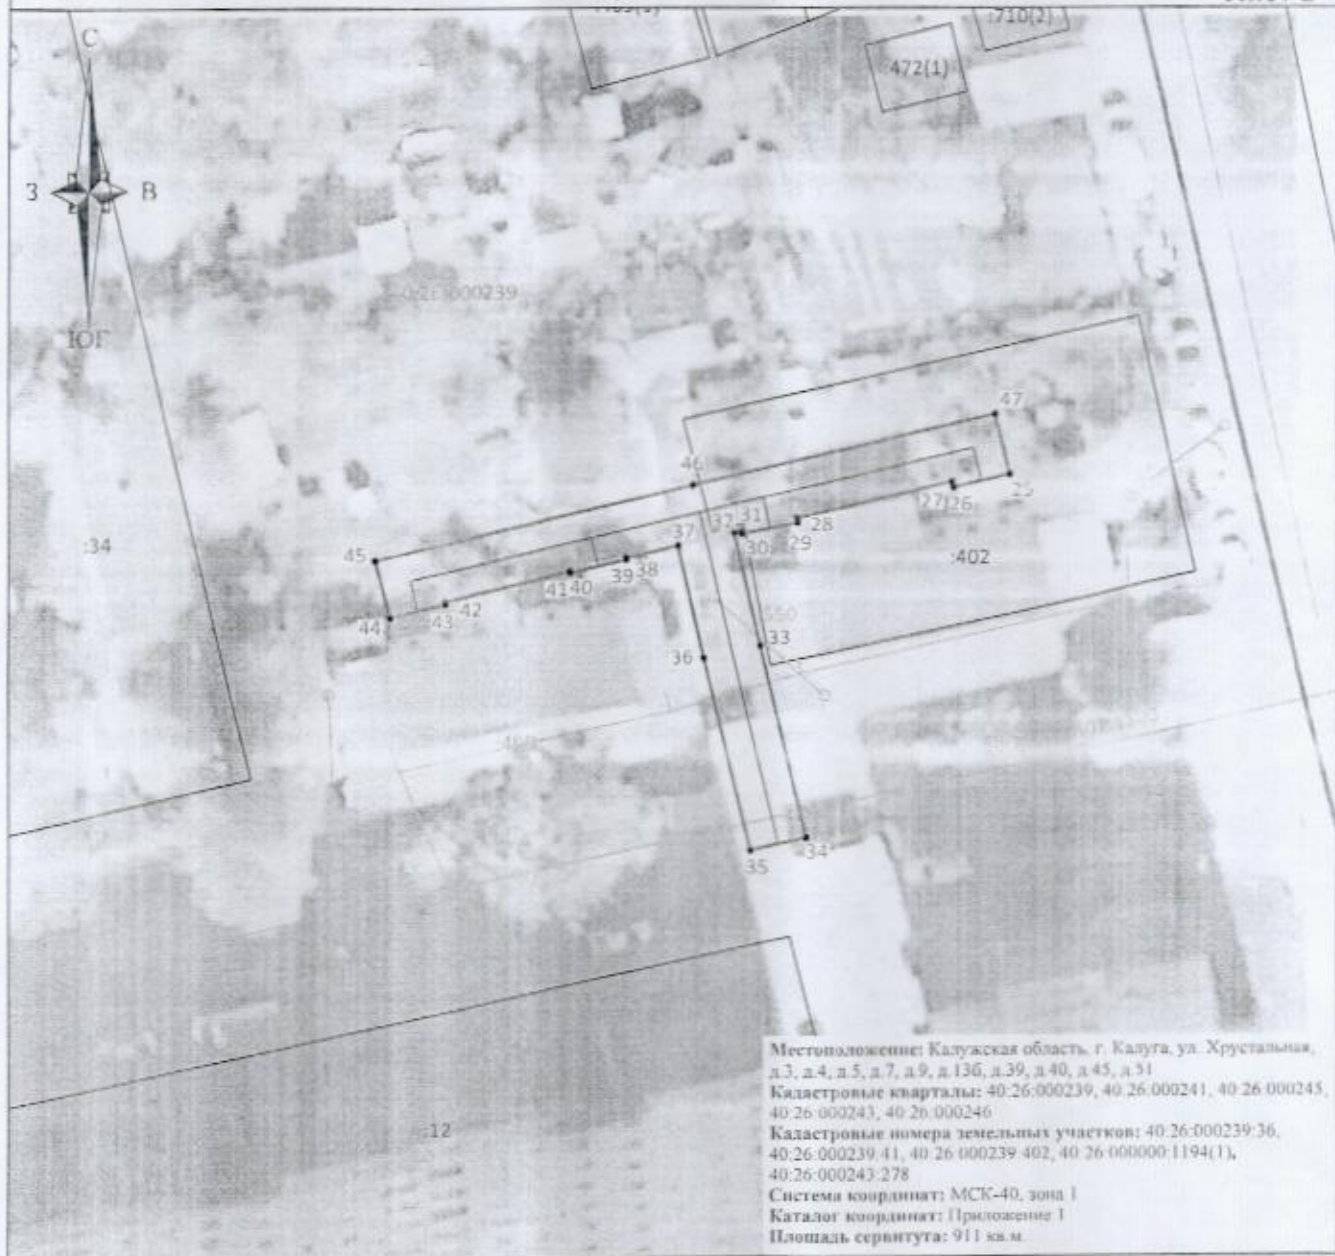 :710(2)
:472(1)
С
З
В
ЮГ
:34
45
46
47
37
32
31
30
28
29
27
26
25
:402
44
43
42
41
40
39
38
33
36
35
34
:12
Местоположение: Калужская область, г. Калуга, ул. Хрустальная,
д.3, д.4, д.5, д.7, д.9, д.13б, д.39, д.40, д.45, д.51
Кадастровые кварталы: 40:26:000239, 40:26:000241, 40:26:000245,
40:26:000243, 40:26:000246
Кадастровые номера земельных участков: 40:26:000239:36,
40:26:000239:41, 40:26:000239:402, 40:26:000000:1194(1),
40:26:000243:278
Система координат: МСК-40, зона 1
Каталог координат: Приложение 1
Площадь сервитута: 911 кв.м.